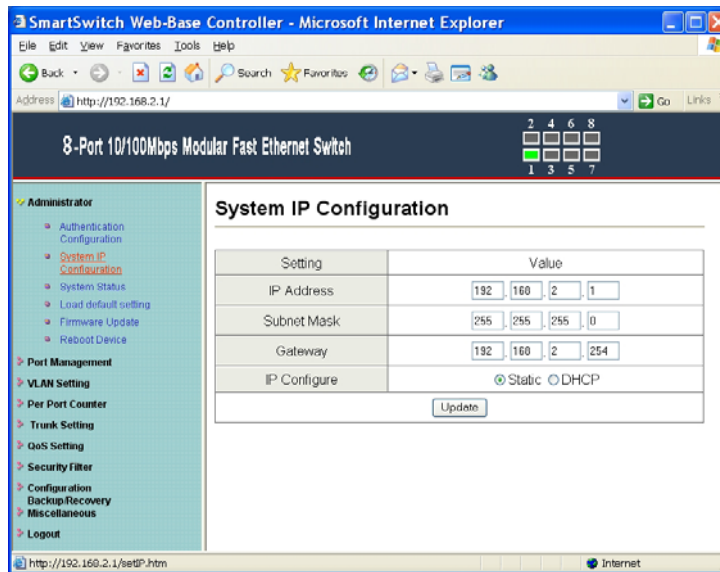 SmartSwitch Web-Base Controller - Microsoft Internet Explorer
File Edit View Favorites Tools Help
Back Search Favorites
Address http://192.168.2.1/ Go Links
8-Port 10/100Mbps Modular Fast Ethernet Switch
2 4 6 8
1 3 5 7
Administrator
Authentication
Configuration
System IP
Configuration
System Status
Load default setting
Firmware Update
Reboot Device
Port Management
VLAN Setting
Per Port Counter
Trunk Setting
QoS Setting
Security Filter
Configuration
Backup/Recovery
Miscellaneous
Logout
System IP Configuration
Setting Value
IP Address 192 . 168 . 2 . 1
Subnet Mask 255 . 255 . 255 . 0
Gateway 192 . 168 . 2 . 254
IP Configure Static DHCP
Update
http://192.168.2.1/setIP.htm Internet